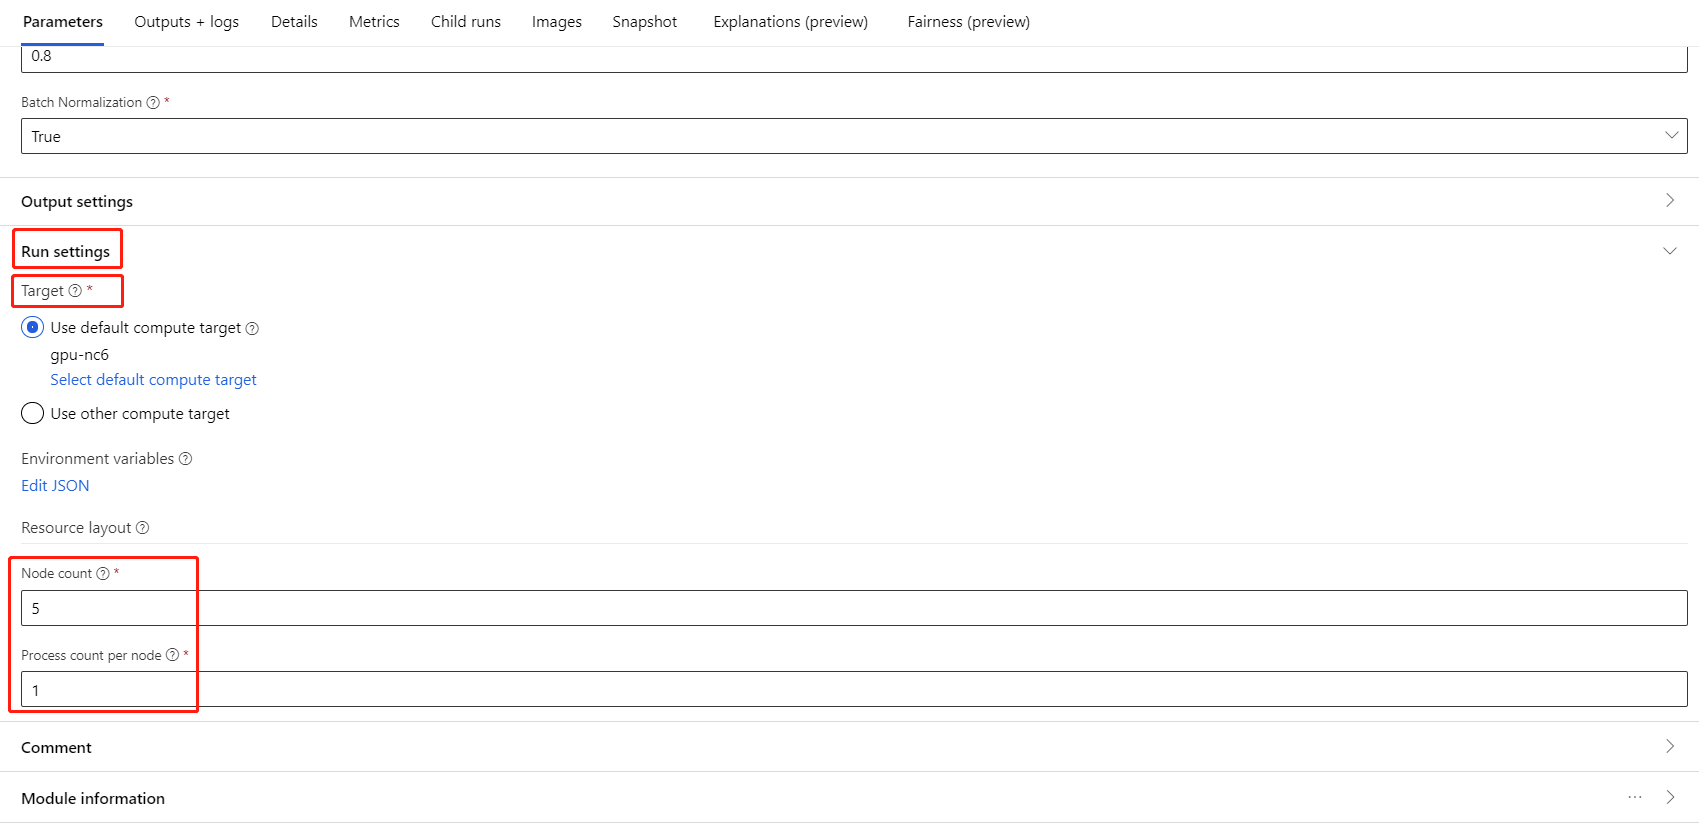 Parameters Outputs + logs Details Metrics Child runs Images Snapshot Explanations (preview) Fairness (preview)
0.8
Batch Normalization ? *
True
Output settings
Run settings
Target ? *
Use default compute target ?
gpu-nc6
Select default compute target
Use other compute target
Environment variables ?
Edit JSON
Resource layout ?
Node count ? *
5
Process count per node ? *
1
Comment
Module information ...